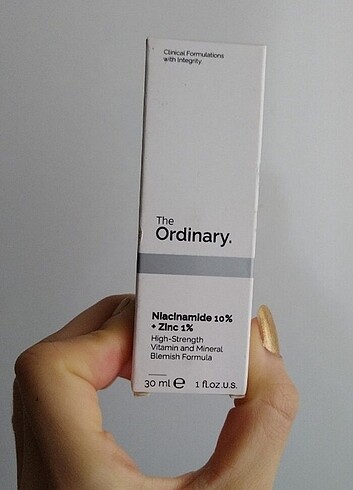 Clinical Formulations
with Integrity.
The
Ordinary.
Niacinamide 10%
+ Zinc 1%
High-Strength
Vitamin and Mineral
Blemish Formula
30 ml ℮ 1 fl.oz.U.S.